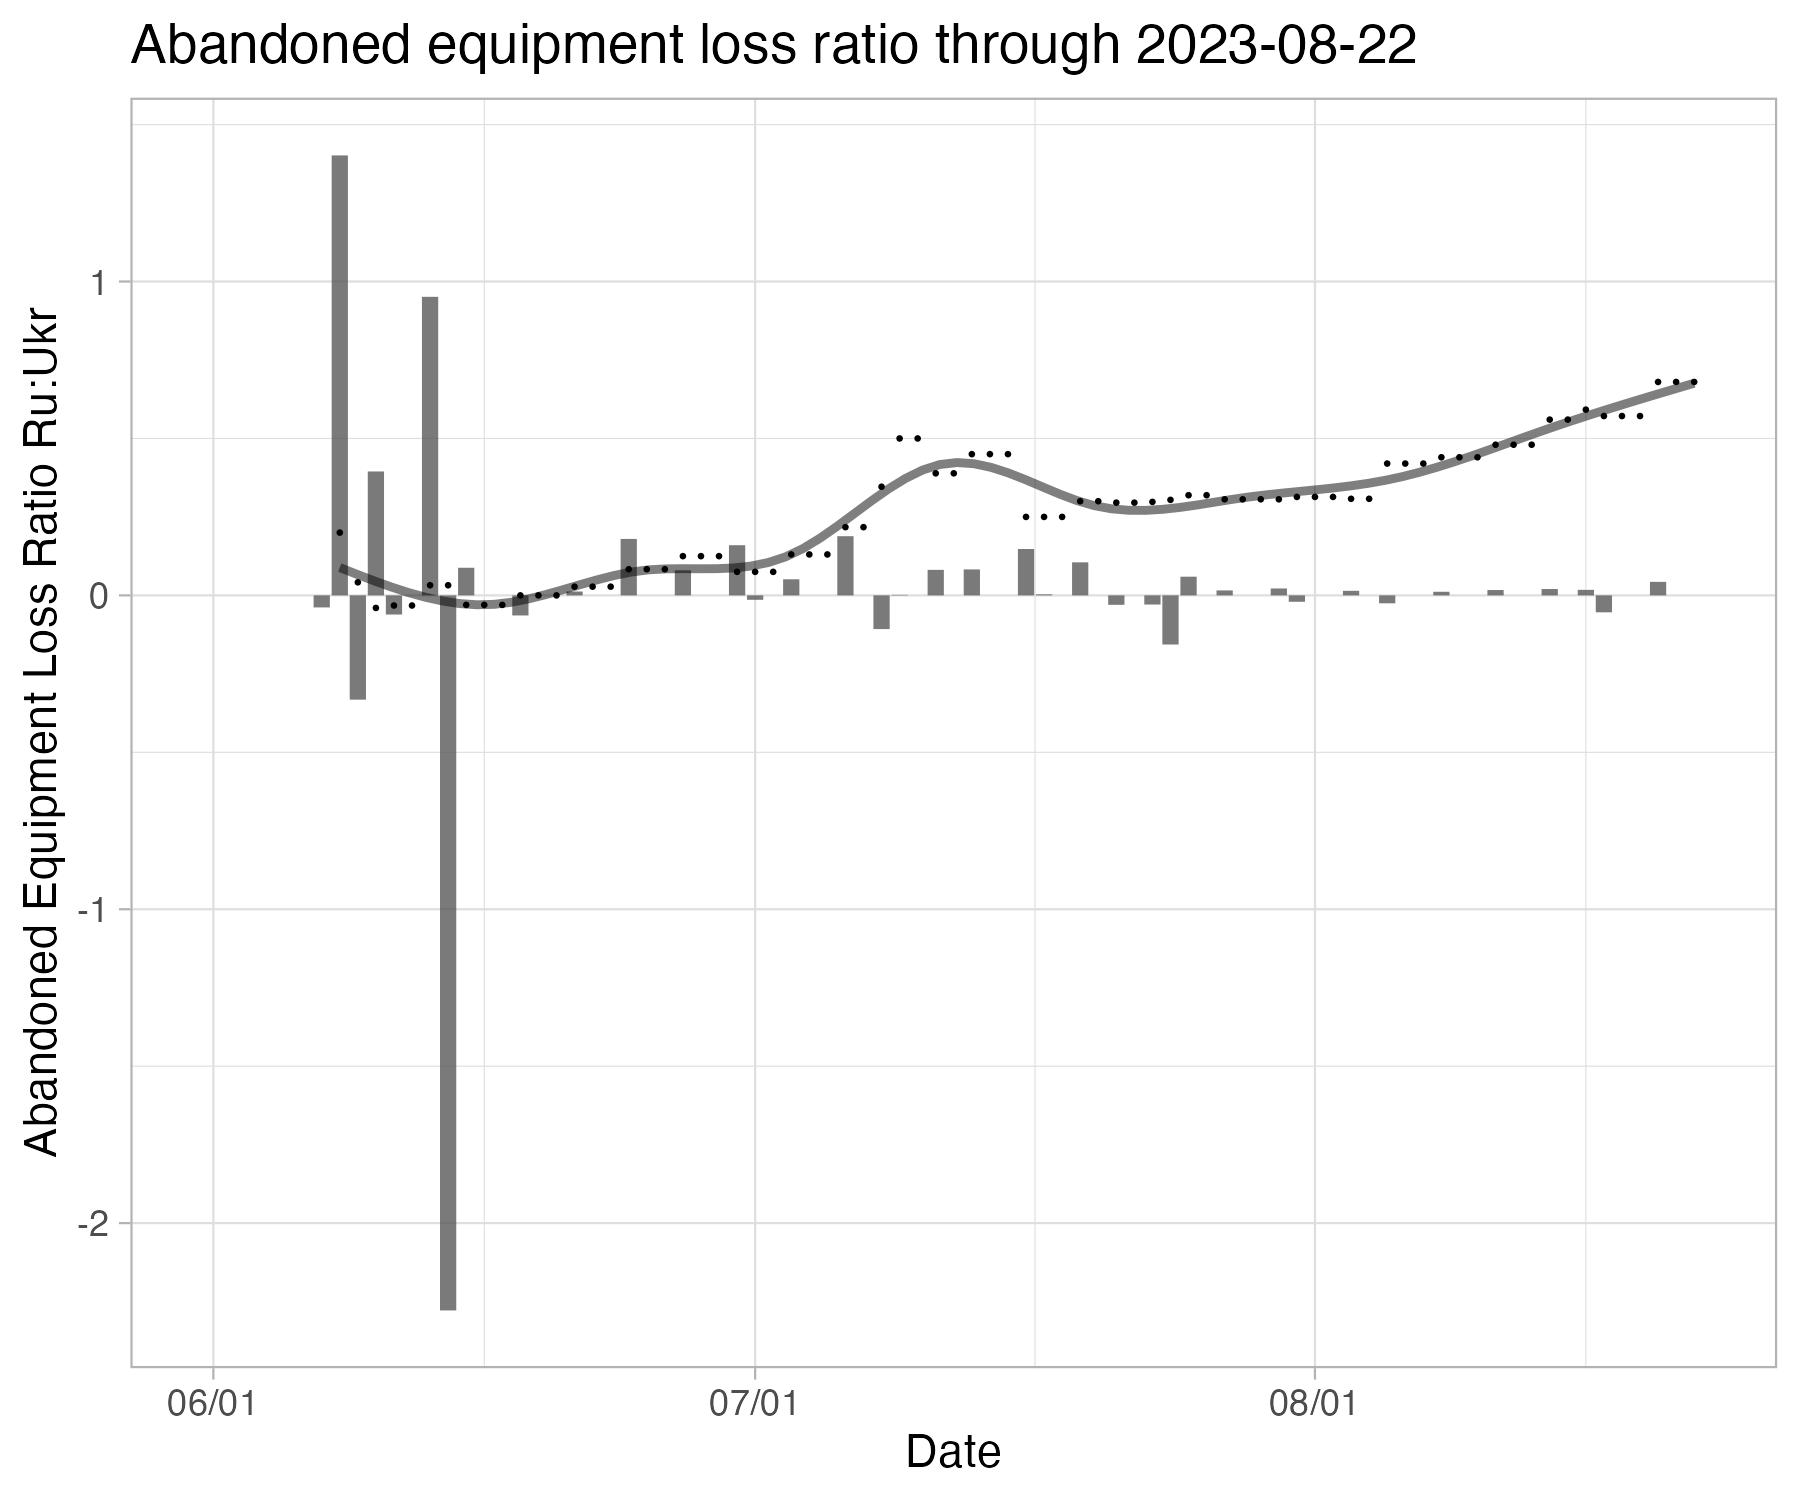 Abandoned equipment loss ratio through 2023-08-22
Abandoned Equipment Loss Ratio Ru:Ukr
1
0
-1
-2
06/01
07/01
08/01
Date